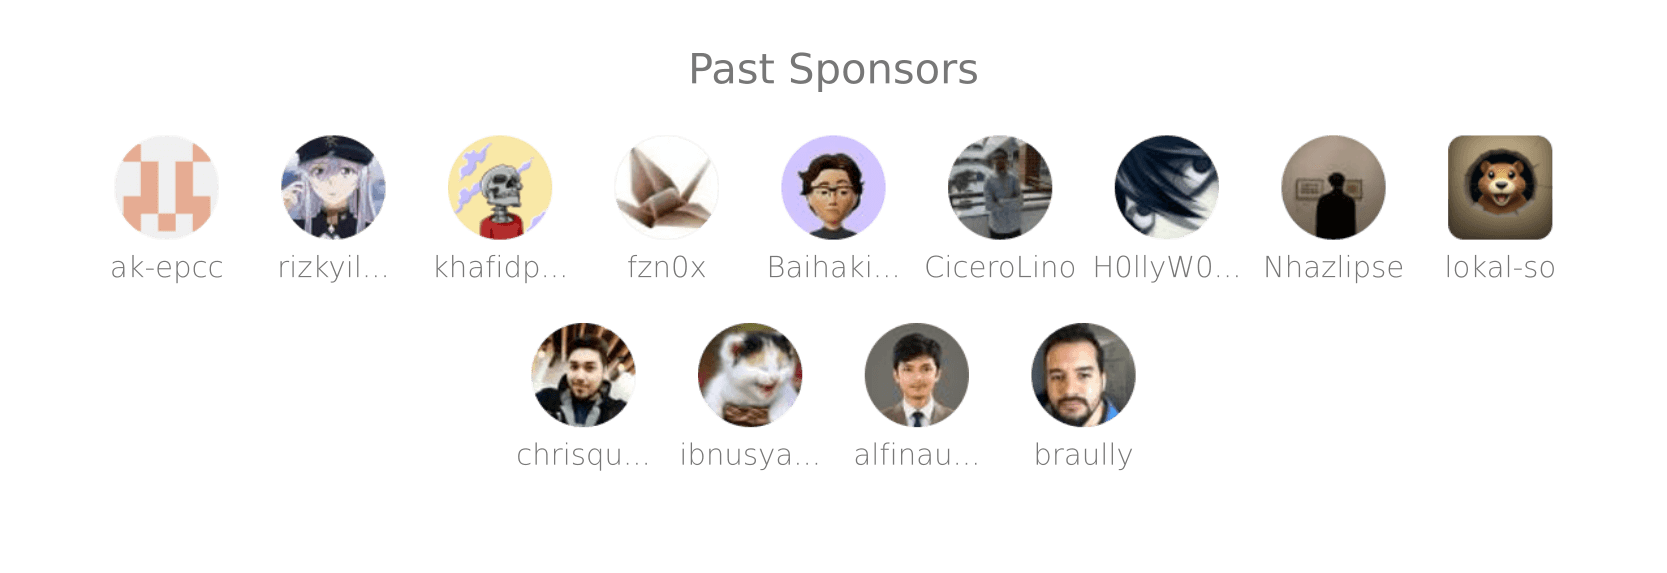 Past Sponsors
ak-epcc rizkyil... khafidp... fzn0x Baihaki... CiceroLino H0llyW0... Nhazlipse lokal-so
chrisqu... ibnusya... alfinau... braully